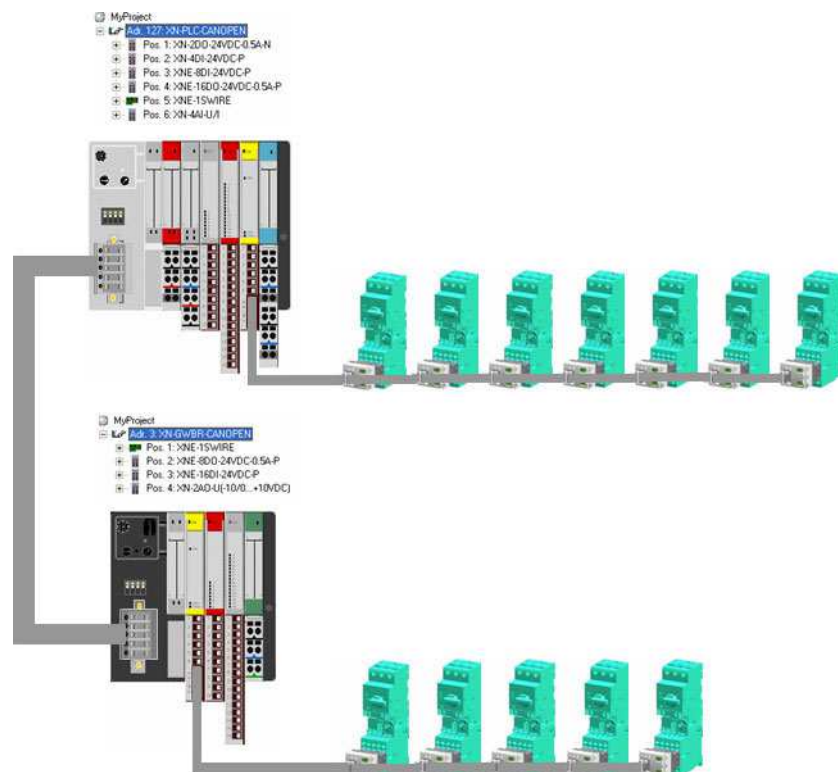 MyProject
Adr. 127: XN-PLC-CANOPEN
Pos. 1: XN-2DO-24VDC-0.5A-N
Pos. 2: XN-4DI-24VDC-P
Pos. 3: XNE-8DI-24VDC-P
Pos. 4: XNE-16DO-24VDC-0.5A-P
Pos. 5: XNE-1SWIRE
Pos. 6: XN-4AI-U/I
MyProject
Adr. 3: XN-GWBR-CANOPEN
Pos. 1: XNE-1SWIRE
Pos. 2: XNE-8DO-24VDC-0.5A-P
Pos. 3: XNE-16DI-24VDC-P
Pos. 4: XN-2AO-U(-10/0...+10VDC)